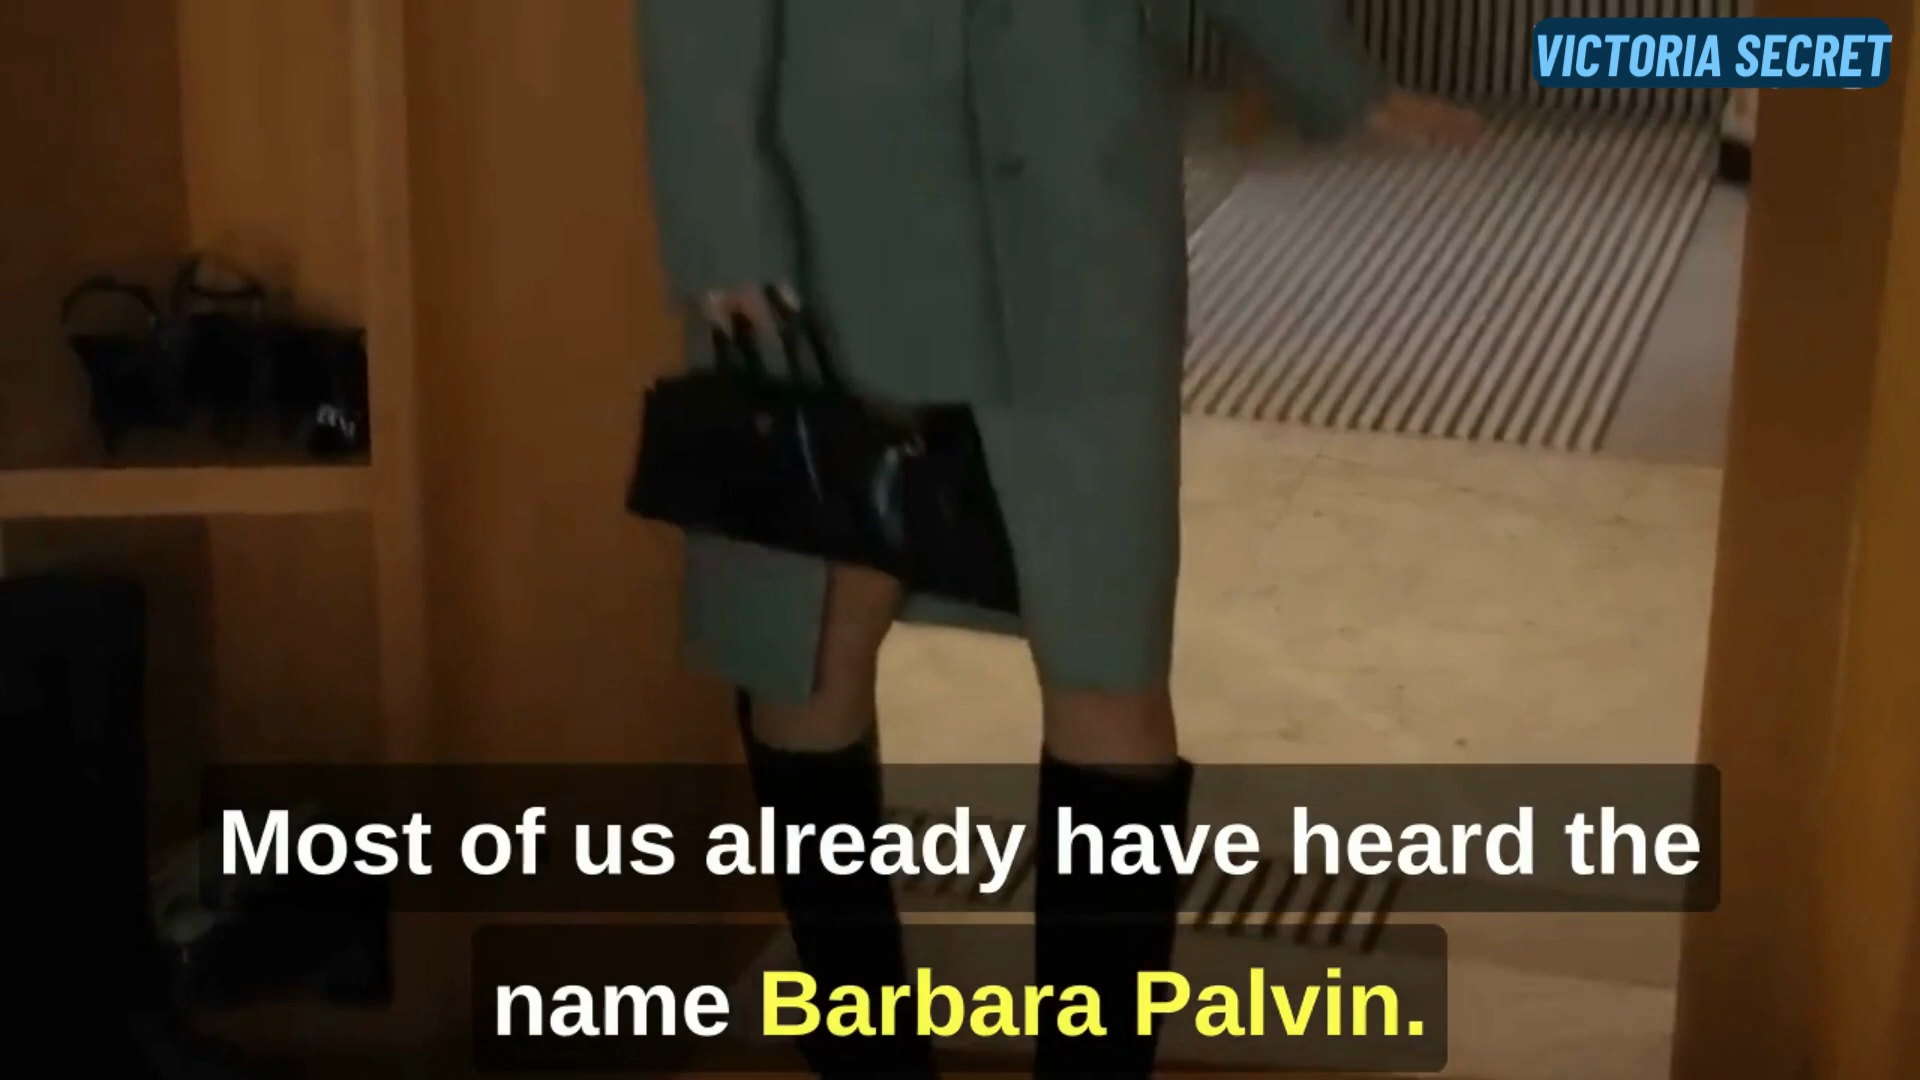 VICTORIA SECRET
Most of us already have heard the
name Barbara Palvin.